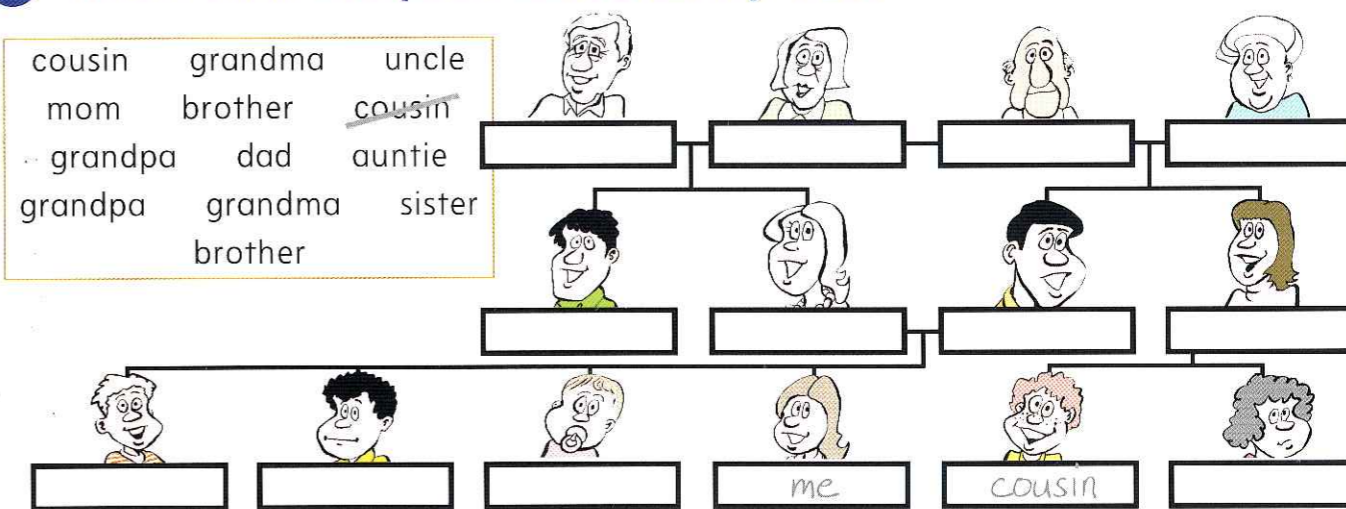 cousin grandma uncle
mom brother cousin
grandpa dad auntie
grandpa grandma sister
brother
me cousin